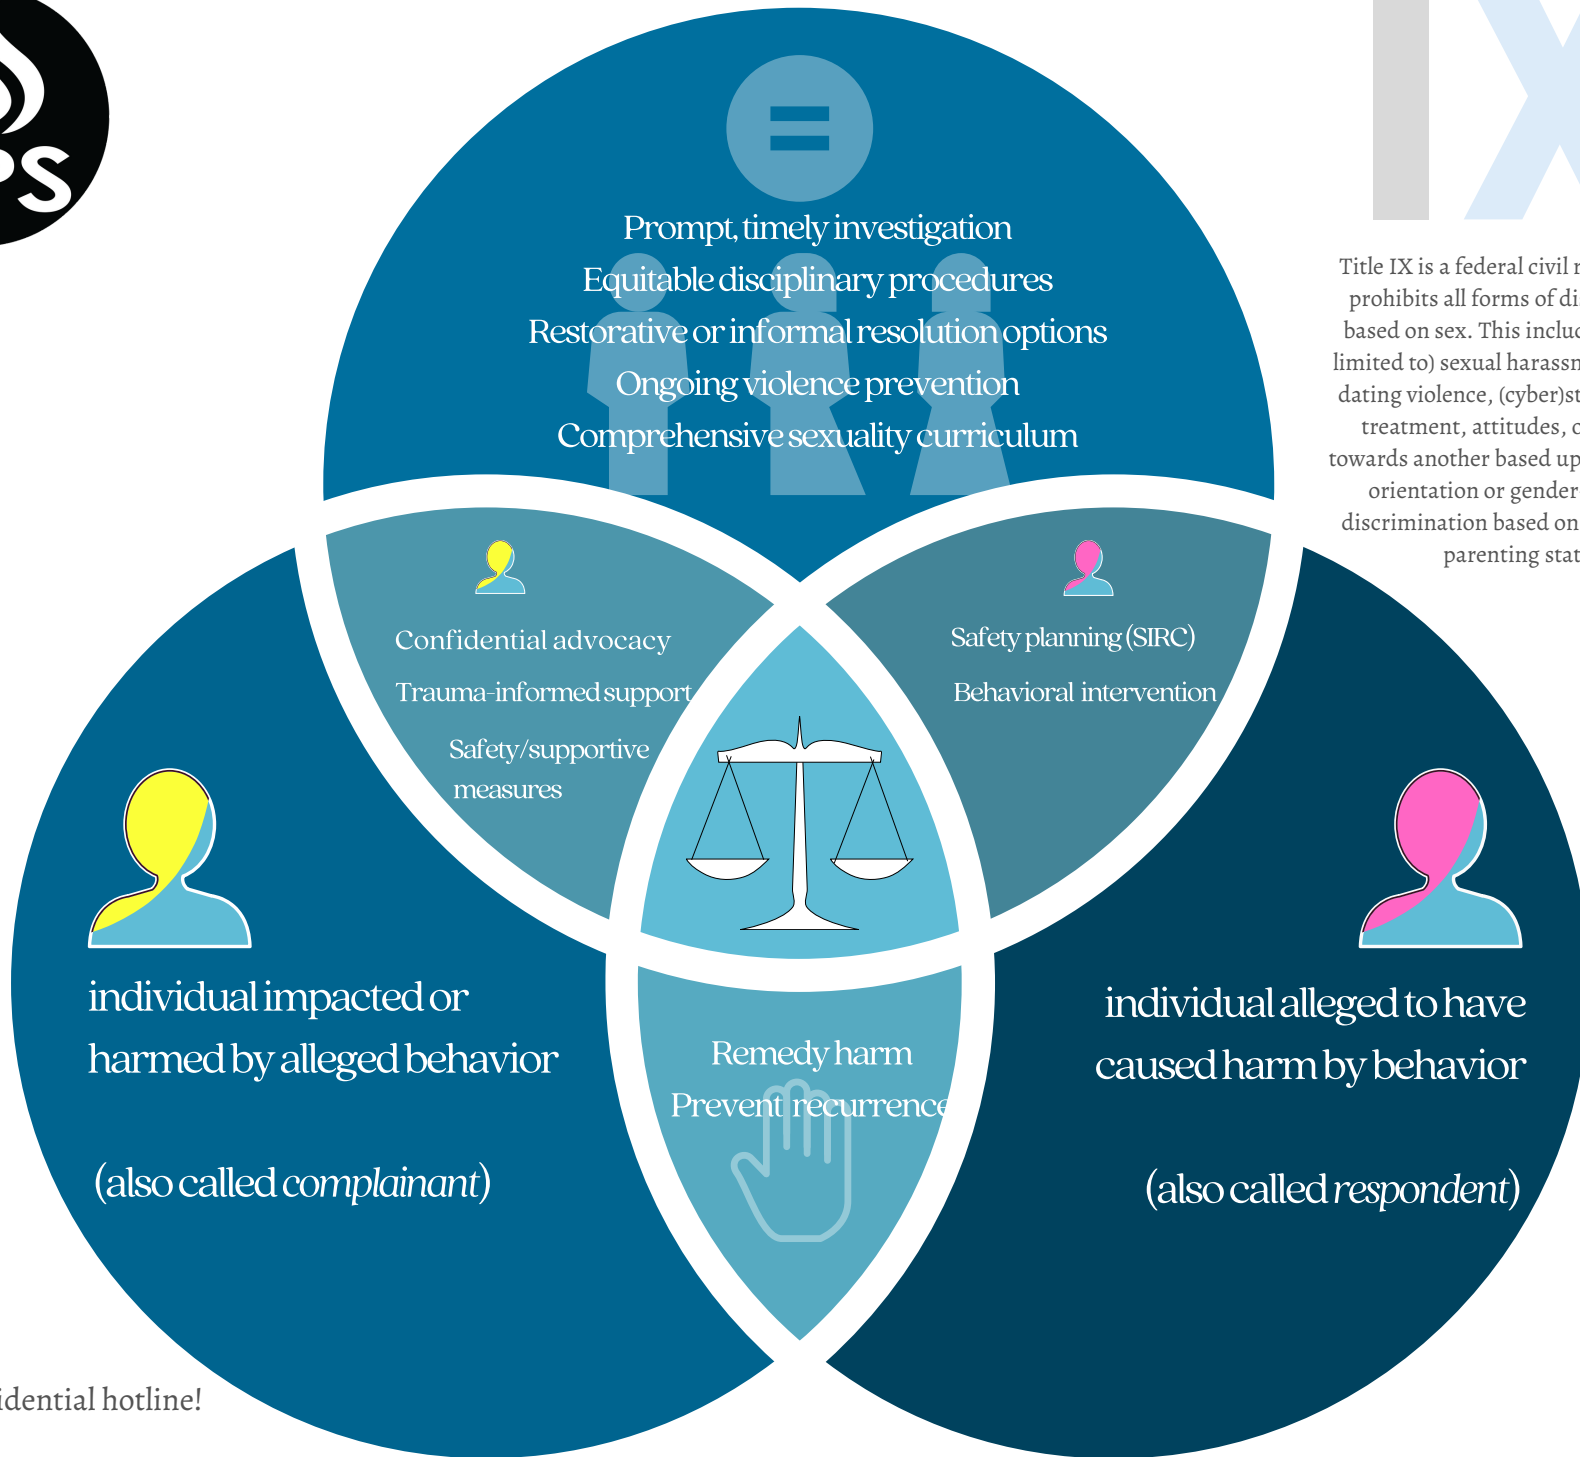 PS
IX
Prompt, timely investigation
Equitable disciplinary procedures
Restorative or informal resolution options
Ongoing violence prevention
Comprehensive sexuality curriculum
Title IX is a federal civil
prohibits all forms of
based on sex. This
limited to) sexual
dating violence,
treatment, attitudes,
towards another based
orientation or gender
discrimination based on
parenting
Confidential advocacy
Trauma-informed support
Safety/supportive
measures
Safety planning (SIRC)
Behavioral intervention
individual impacted or
harmed by alleged behavior
(also called complainant)
individual alleged to have
caused harm by behavior
(also called respondent)
Remedy harm
Prevent recurrence
hotline!